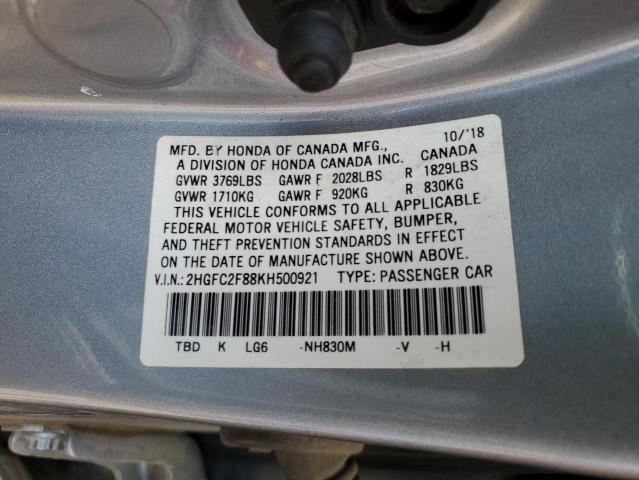 MFD. BY HONDA OF CANADA MFG., 10/'18
A DIVISION OF HONDA CANADA INC. CANADA
GVWR 3769LBS GAWR F 2028LBS R 1829LBS
GVWR 1710KG GAWR F 920KG R 830KG
THIS VEHICLE CONFORMS TO ALL APPLICABLE
FEDERAL MOTOR VEHICLE SAFETY, BUMPER,
AND THEFT PREVENTION STANDARDS IN EFFECT
ON THE DATE OF MANUFACTURE SHOWN ABOVE.
V.I.N.: 2HGFC2F88KH500921 TYPE: PASSENGER CAR
TBD K LG6 -NH830M -V -H